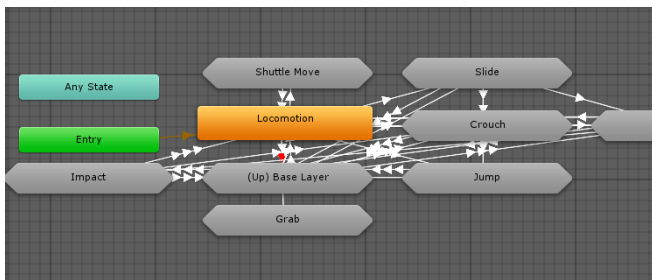 Shuttle Move
Slide
Any State
Locomotion
Crouch
Entry
Impact
(Up) Base Layer
Jump
Grab